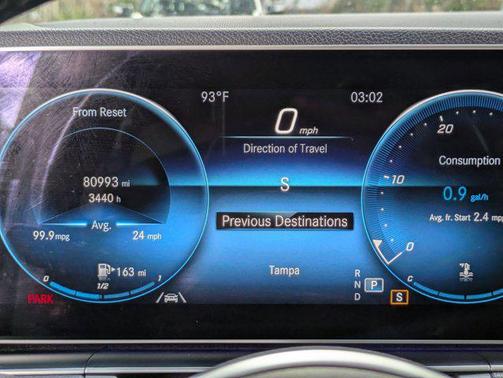 93°F
03:02
From Reset
80993 mi
3440 h
Avg.
99.9mpg
24 mph
163 mi
0
1/2
1
PARK
0 mph
Direction of Travel
S
Previous Destinations
Tampa
R
N P
D S
20
10
0
Consumption
0.9 gal/h
Avg. fr. Start 2.4 mpg
C